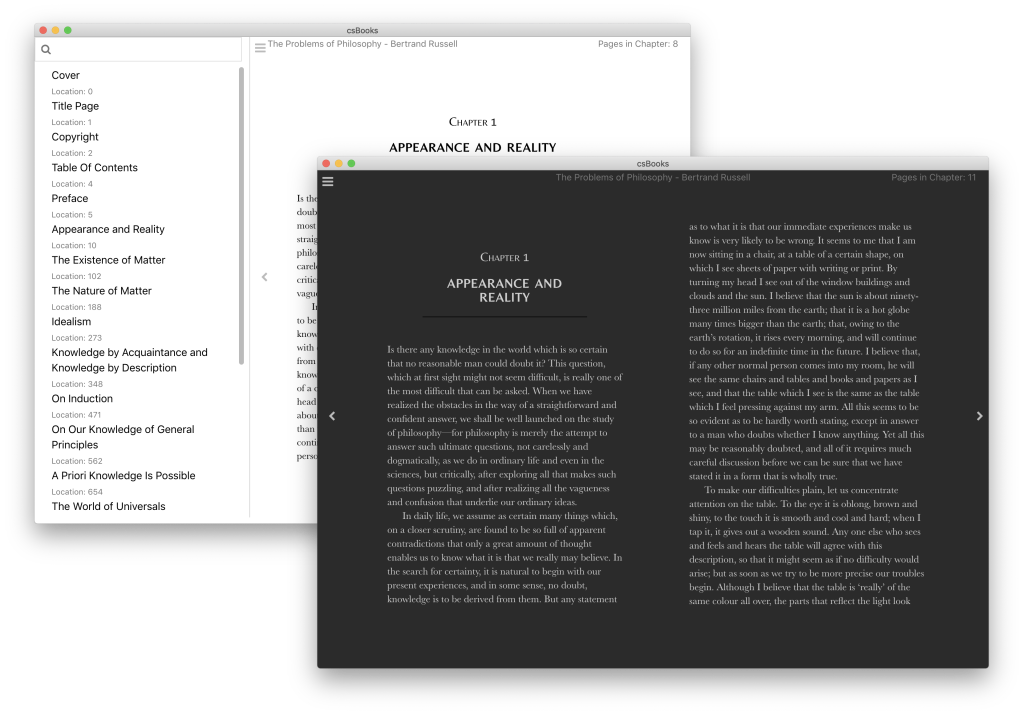 csBooks
The Problems of Philosophy - Bertrand Russell
Pages in Chapter: 8
Cover
Location: 0
Title Page
Location: 1
Copyright
Location: 2
Table Of Contents
Location: 4
Preface
Location: 5
Appearance and Reality
Location: 10
The Existence of Matter
Location: 102
The Nature of Matter
Location: 188
Idealism
Location: 273
Knowledge by Acquaintance and
Knowledge by Description
Location: 348
On Induction
Location: 471
On Our Knowledge of General
Principles
Location: 562
A Priori Knowledge Is Possible
Location: 654
The World of Universals
Chapter 1
APPEARANCE AND REALITY
Is the
doub
most
straig
philo
carel
critic
vague
In
to be
know
with
from
know
of a c
head
abou
than
conti
perso
csBooks
The Problems of Philosophy - Bertrand Russell
Pages in Chapter: 11
Chapter 1
APPEARANCE AND
REALITY
Is there any knowledge in the world which is so certain
that no reasonable man could doubt it? This question,
which at first sight might not seem difficult, is really one of
the most difficult that can be asked. When we have
realized the obstacles in the way of a straightforward and
confident answer, we shall be well launched on the study
of philosophy—for philosophy is merely the attempt to
answer such ultimate questions, not carelessly and
dogmatically, as we do in ordinary life and even in the
sciences, but critically, after exploring all that makes such
questions puzzling, and after realizing all the vagueness
and confusion that underlie our ordinary ideas.
In daily life, we assume as certain many things which,
on a closer scrutiny, are found to be so full of apparent
contradictions that only a great amount of thought
enables us to know what it is that we really may believe. In
the search for certainty, it is natural to begin with our
present experiences, and in some sense, no doubt,
knowledge is to be derived from them. But any statement
as to what it is that our immediate experiences make us
know is very likely to be wrong. It seems to me that I am
now sitting in a chair, at a table of a certain shape, on
which I see sheets of paper with writing or print. By
turning my head I see out of the window buildings and
clouds and the sun. I believe that the sun is about ninety-
three million miles from the earth; that it is a hot globe
many times bigger than the earth; that, owing to the
earth's rotation, it rises every morning, and will continue
to do so for an indefinite time in the future. I believe that,
if any other normal person comes into my room, he will
see the same chairs and tables and books and papers as I
see, and that the table which I see is the same as the table
which I feel pressing against my arm. All this seems to be
so evident as to be hardly worth stating, except in answer
to a man who doubts whether I know anything. Yet all this
may be reasonably doubted, and all of it requires much
careful discussion before we can be sure that we have
stated it in a form that is wholly true.
To make our difficulties plain, let us concentrate
attention on the table. To the eye it is oblong, brown and
shiny, to the touch it is smooth and cool and hard; when I
tap it, it gives out a wooden sound. Any one else who sees
and feels and hears the table will agree with this
description, so that it might seem as if no difficulty would
arise; but as soon as we try to be more precise our troubles
begin. Although I believe that the table is ‘really’ of the
same colour all over, the parts that reflect the light look